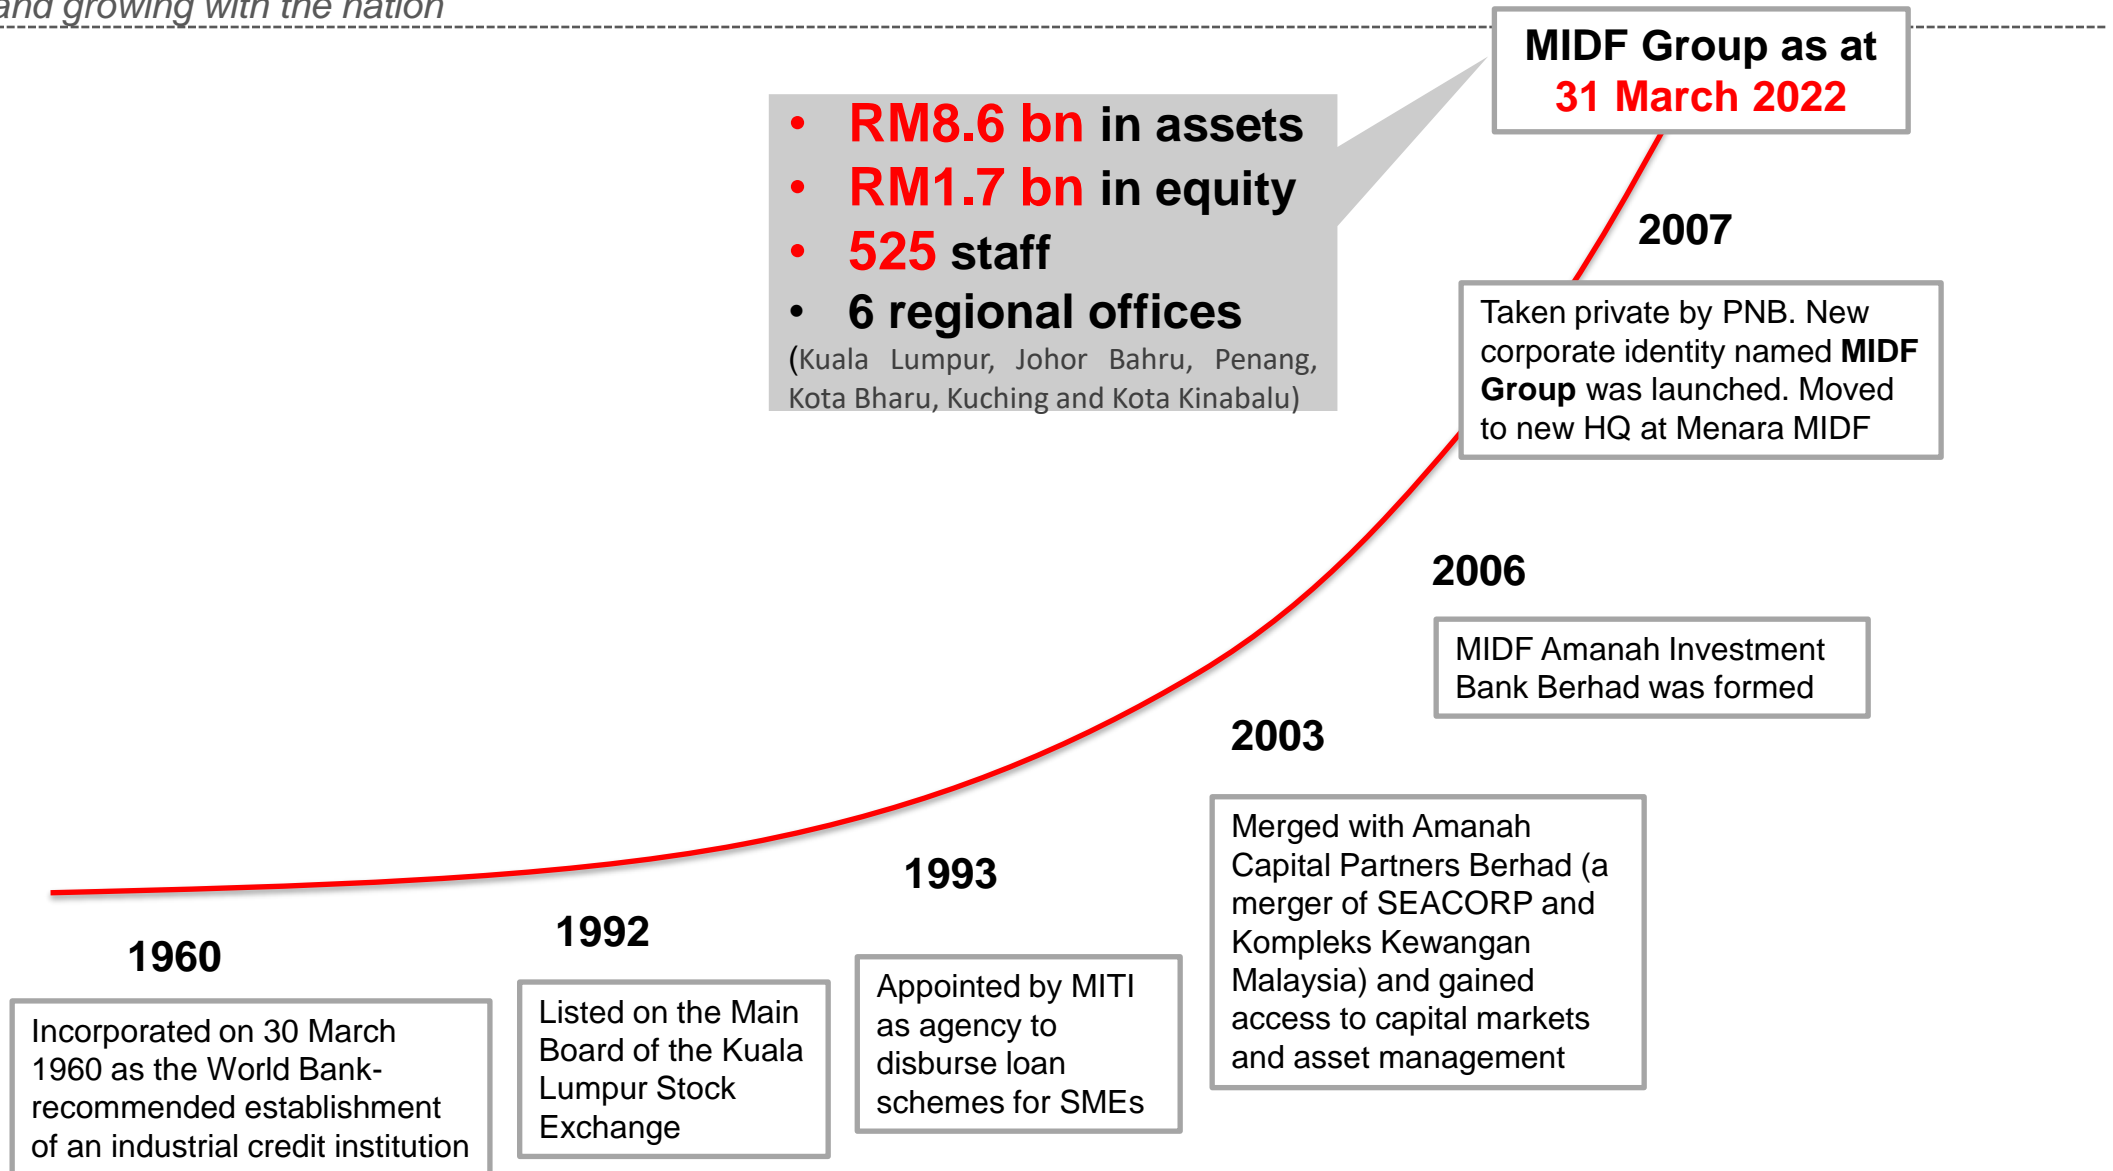 and growing with the nation
MIDF Group as at
31 March 2022
• RM8.6 bn in assets
• RM1.7 bn in equity
• 525 staff
• 6 regional offices
(Kuala Lumpur, Johor Bahru, Penang,
Kota Bharu, Kuching and Kota Kinabalu)
2007
Taken private by PNB. New
corporate identity named MIDF
Group was launched. Moved
to new HQ at Menara MIDF
2006
MIDF Amanah Investment
Bank Berhad was formed
2003
Merged with Amanah
Capital Partners Berhad (a
merger of SEACORP and
Kompleks Kewangan
Malaysia) and gained
access to capital markets
and asset management
1993
Appointed by MITI
as agency to
disburse loan
schemes for SMEs
1992
Listed on the Main
Board of the Kuala
Lumpur Stock
Exchange
1960
Incorporated on 30 March
1960 as the World Bank-
recommended establishment
of an industrial credit institution